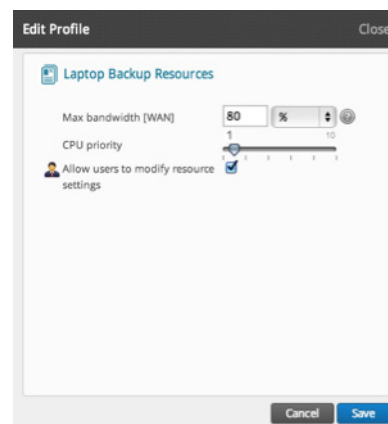 Edit Profile
Close
Laptop Backup Resources
Max bandwidth [WAN]
80
%
CPU priority
1
10
Allow users to modify resource
settings
Cancel
Save